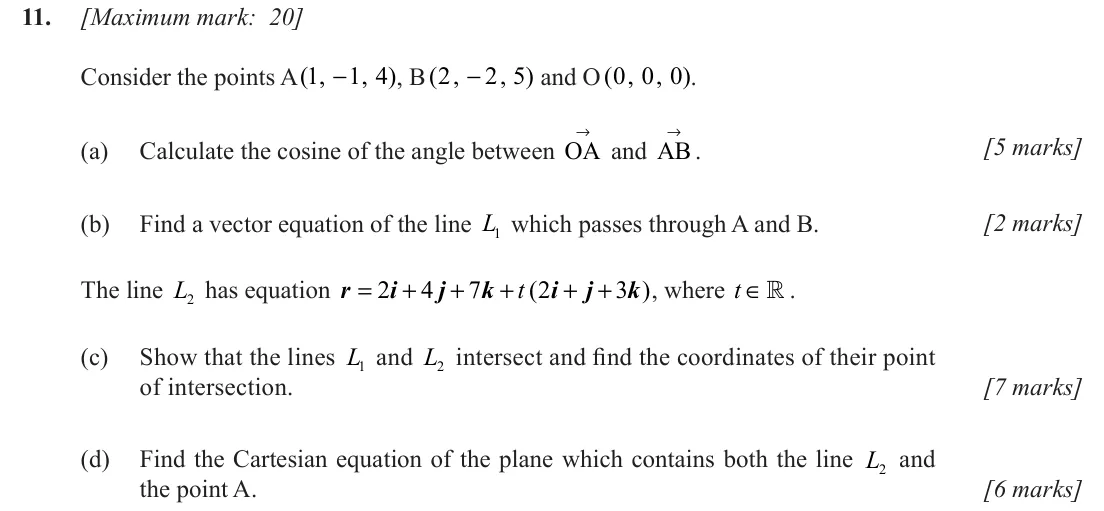 11. [Maximum mark: 20]
Consider the points A(1, −1, 4), B(2, −2, 5) and O(0, 0, 0).
(a) Calculate the cosine of the angle between O⃗A⃗ and A⃗B⃗. [5 marks]
(b) Find a vector equation of the line L₁ which passes through A and B. [2 marks]
The line L₂ has equation r = 2i + 4j + 7k + t(2i + j + 3k), where t ∈ ℝ.
(c) Show that the lines L₁ and L₂ intersect and find the coordinates of their point
of intersection. [7 marks]
(d) Find the Cartesian equation of the plane which contains both the line L₂ and
the point A. [6 marks]